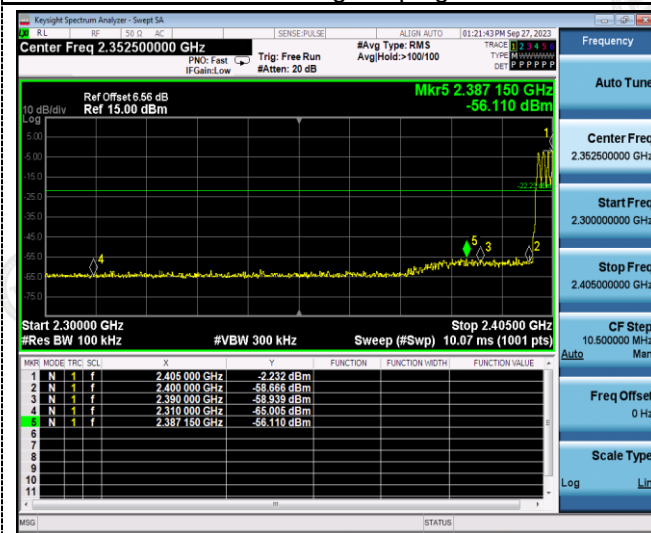 Keysight Spectrum Analyzer - Swept SA
RL RF 50 Ω AC SENSE:PULSE ALIGN AUTO 01:21:43 PM Sep 27, 2023
Center Freq 2.352500000 GHz
PNO: Fast
IFGain:Low
Trig: Free Run
#Atten: 20 dB
#Avg Type: RMS
Avg|Hold:>100/100
TRACE 1 2 3 4 5 6
TYPE M WWWWW
DET P P P P P P
Frequency
Auto Tune
Center Freq
2.352500000 GHz
Start Freq
2.300000000 GHz
Stop Freq
2.405000000 GHz
CF Step
10.500000 MHz
Auto Man
Freq Offset
0 Hz
Scale Type
Log Lin
Mkr5 2.387 150 GHz
-56.110 dBm
Ref Offset 6.56 dB
10 dB/div Ref 15.00 dBm
Log
5.00
-5.00
-15.0
-25.0
-35.0
-45.0
-55.0
-65.0
-75.0
1
2
3
4
5
Start 2.30000 GHz Stop 2.40500 GHz
#Res BW 100 kHz #VBW 300 kHz Sweep (#Swp) 10.07 ms (1001 pts)
MKR MODE TRC SCL X Y FUNCTION FUNCTION WIDTH FUNCTION VALUE
1 N 1 f 2.405 000 GHz -2.232 dBm
2 N 1 f 2.400 000 GHz -58.666 dBm
3 N 1 f 2.390 000 GHz -58.939 dBm
4 N 1 f 2.310 000 GHz -65.005 dBm
5 N 1 f 2.387 150 GHz -56.110 dBm
6
7
8
9
10
11
MSG STATUS